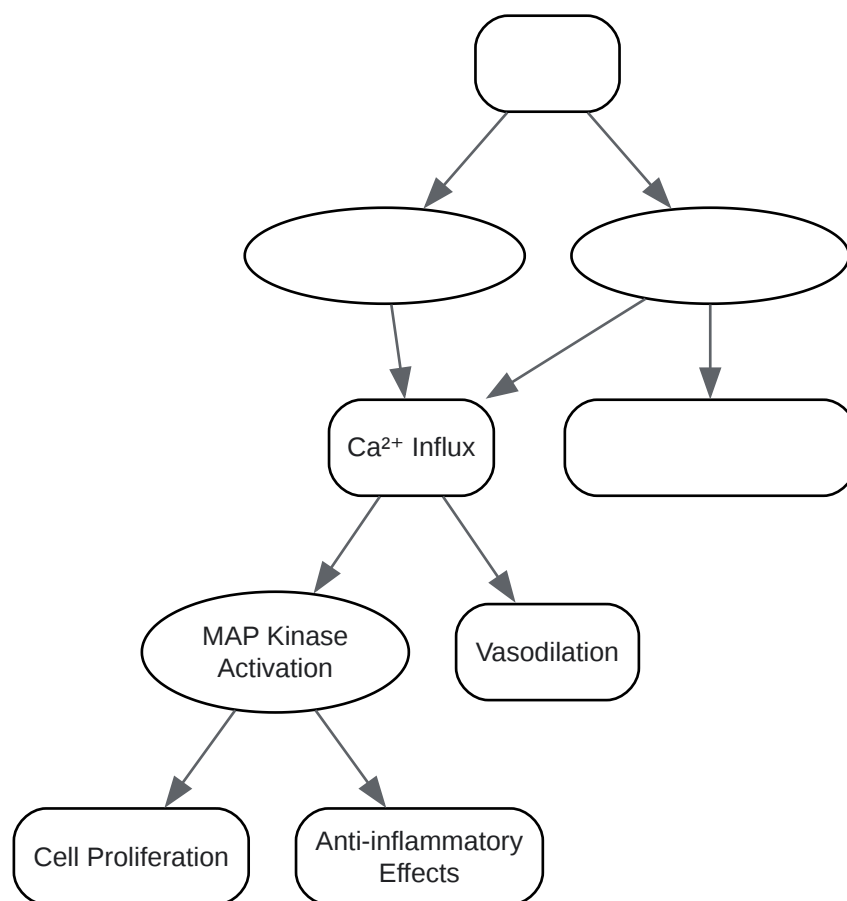 Ca²⁺ Influx
MAP Kinase
Activation
Vasodilation
Cell Proliferation
Anti-inflammatory
Effects